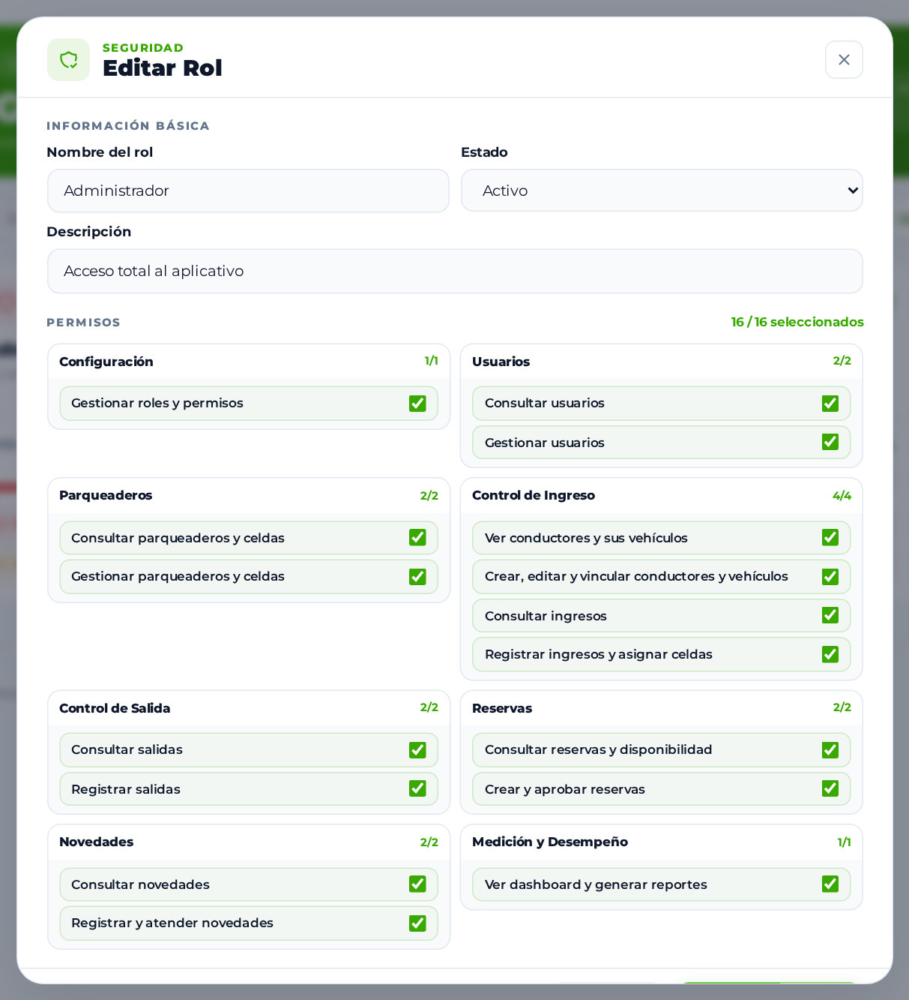 SEGURIDAD
Editar Rol
INFORMACIÓN BÁSICA
Nombre del rol
Estado
Administrador
Activo
Descripción
Acceso total al aplicativo
PERMISOS
16 / 16 seleccionados
Configuración
1/1
Gestionar roles y permisos
Usuarios
2/2
Consultar usuarios
Gestionar usuarios
Parqueaderos
2/2
Consultar parqueaderos y celdas
Gestionar parqueaderos y celdas
Control de Ingreso
4/4
Ver conductores y sus vehículos
Crear, editar y vincular conductores y vehículos
Consultar ingresos
Registrar ingresos y asignar celdas
Control de Salida
2/2
Consultar salidas
Registrar salidas
Reservas
2/2
Consultar reservas y disponibilidad
Crear y aprobar reservas
Novedades
2/2
Consultar novedades
Registrar y atender novedades
Medición y Desempeño
1/1
Ver dashboard y generar reportes